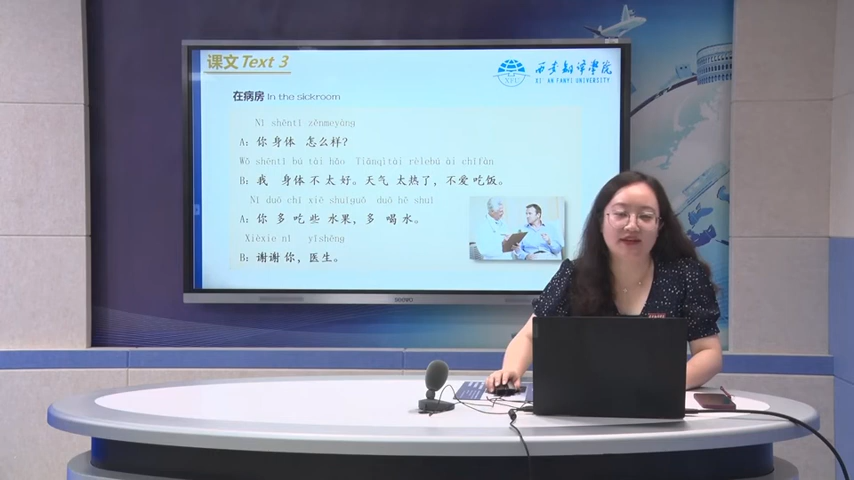 课文 Text 3
西安翻译学院
XI'AN FANYI UNIVERSITY
在病房 In the sickroom
Nǐ shēntǐ zěnmeyàng
A: 你身体 怎么样?
Wǒ shēntǐ bú tài hǎo Tiānqì tài rè le bú ài chīfàn
B: 我 身体 不 太 好。天气 太 热 了, 不 爱 吃 饭。
Nǐ duō chī xiē shuǐguǒ duō hē shuǐ
A: 你 多 吃 些 水果, 多 喝 水。
Xièxie nǐ yīshēng
B: 谢谢 你, 医生。
seewo